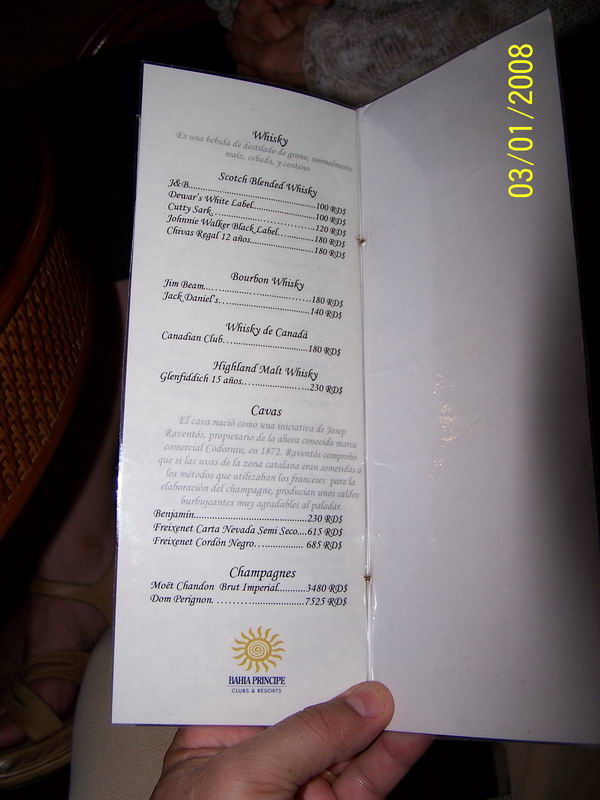 03/01/2008
Whisky
Es una bebida de destilado de grano, normalmente
maíz, cebada, y centeno.
Scotch Blended Whisky
J&B..............................100 RD$
Dewar's White Label..............................100 RD$
Cutty Sark..............................120 RD$
Johnnie Walker Black Label..............................180 RD$
Chivas Regal 12 años..............................180 RD$
Bourbon Whisky
Jim Beam..............................180 RD$
Jack Daniel's..............................140 RD$
Whisky de Canadá
Canadian Club..............................180 RD$
Highland Malt Whisky
Glenfiddich 15 años..............................230 RD$
Cavas
El cava nació como una iniciativa de Josep
Raventós, propietario de la ahora conocida marca
comercial Codorniu, en 1872. Raventós comprobó
que si las uvas de la zona catalana eran sometidas a
los métodos que utilizaban los franceses para la
elaboración del champagne, producían unos caldos
burbujeantes muy agradables al paladar.
Benjamín..............................230 RD$
Freixenet Carta Nevada Semi Seco....615 RD$
Freixenet Cordón Negro..............................685 RD$
Champagnes
Moët Chandon Brut Imperial...........3480 RD$
Dom Perignon..............................7525 RD$
BAHIA PRINCIPE
CLUBS & RESORTS